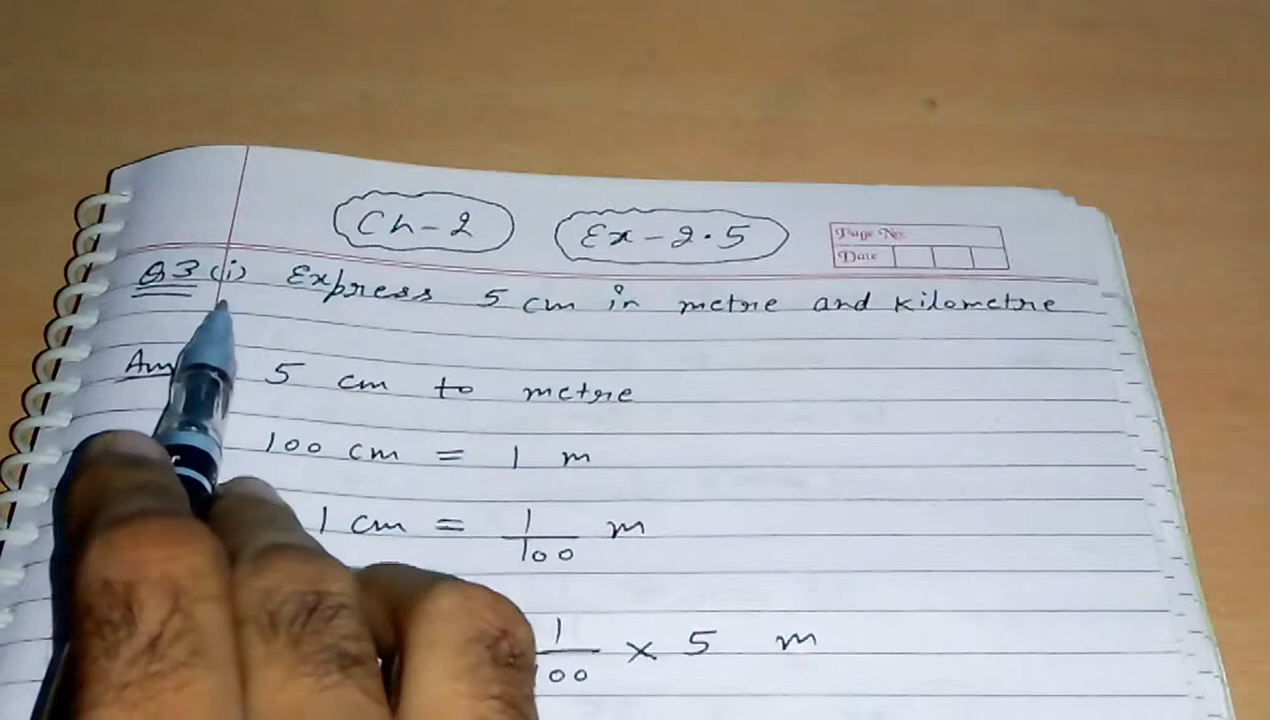 Ch-2 Ex-2.5
Page No.
Date
Q3 (i) Express 5 cm in metre and kilometre
5 cm to metre
100 cm = 1 m
1 cm = 1/100 m
1/100 × 5 m